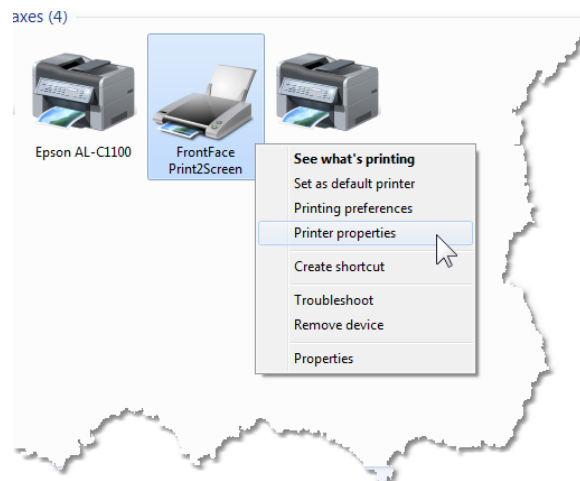 axes (4)
Epson AL-C1100
FrontFace
Print2Screen
See what's printing
Set as default printer
Printing preferences
Printer properties
Create shortcut
Troubleshoot
Remove device
Properties